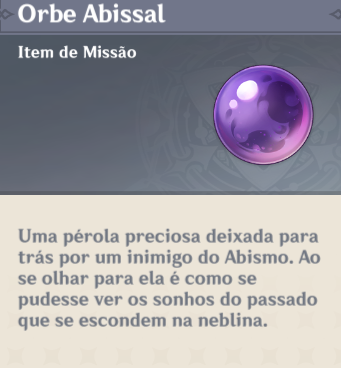 Orbe Abissal
Item de Missão
Uma pérola preciosa deixada para
trás por um inimigo do Abismo. Ao
se olhar para ela é como se
pudesse ver os sonhos do passado
que se escondem na neblina.